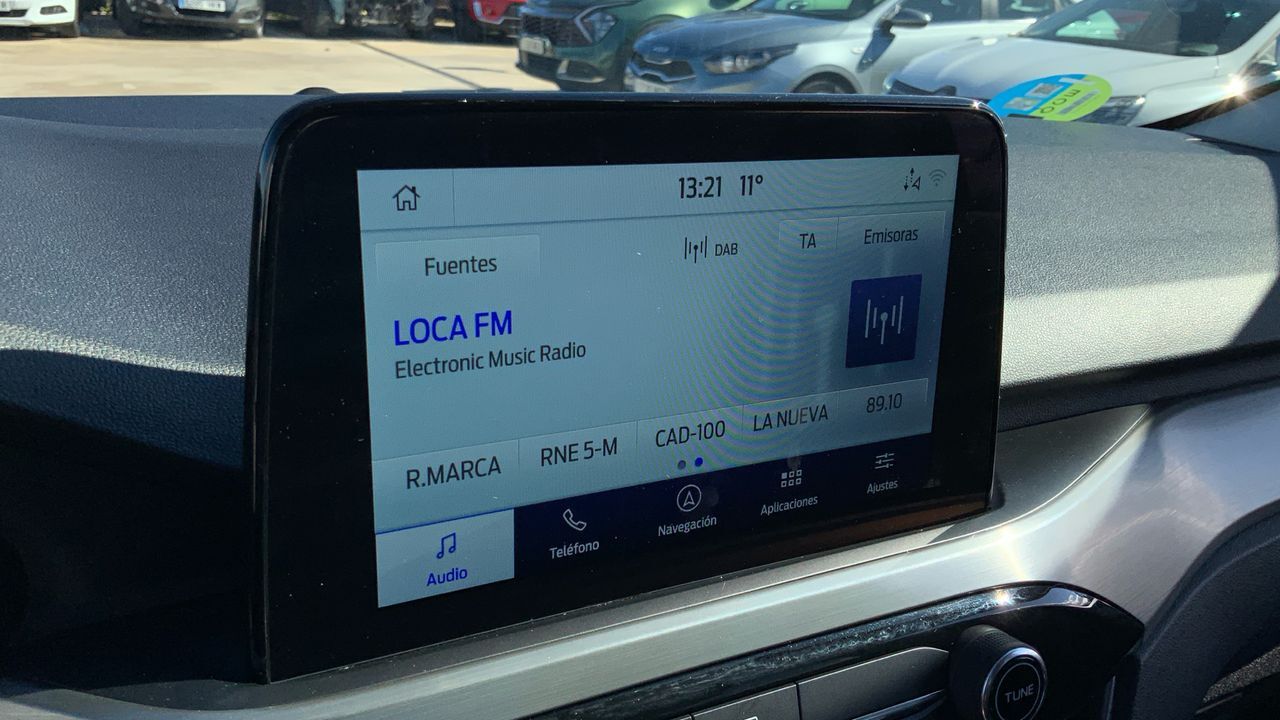 13:21 11°
Fuentes
DAB
TA
Emisoras
LOCA FM
Electronic Music Radio
R.MARCA
RNE 5-M
CAD-100
LA NUEVA
89.10
Audio
Teléfono
Navegación
Aplicaciones
Ajustes
TUNE